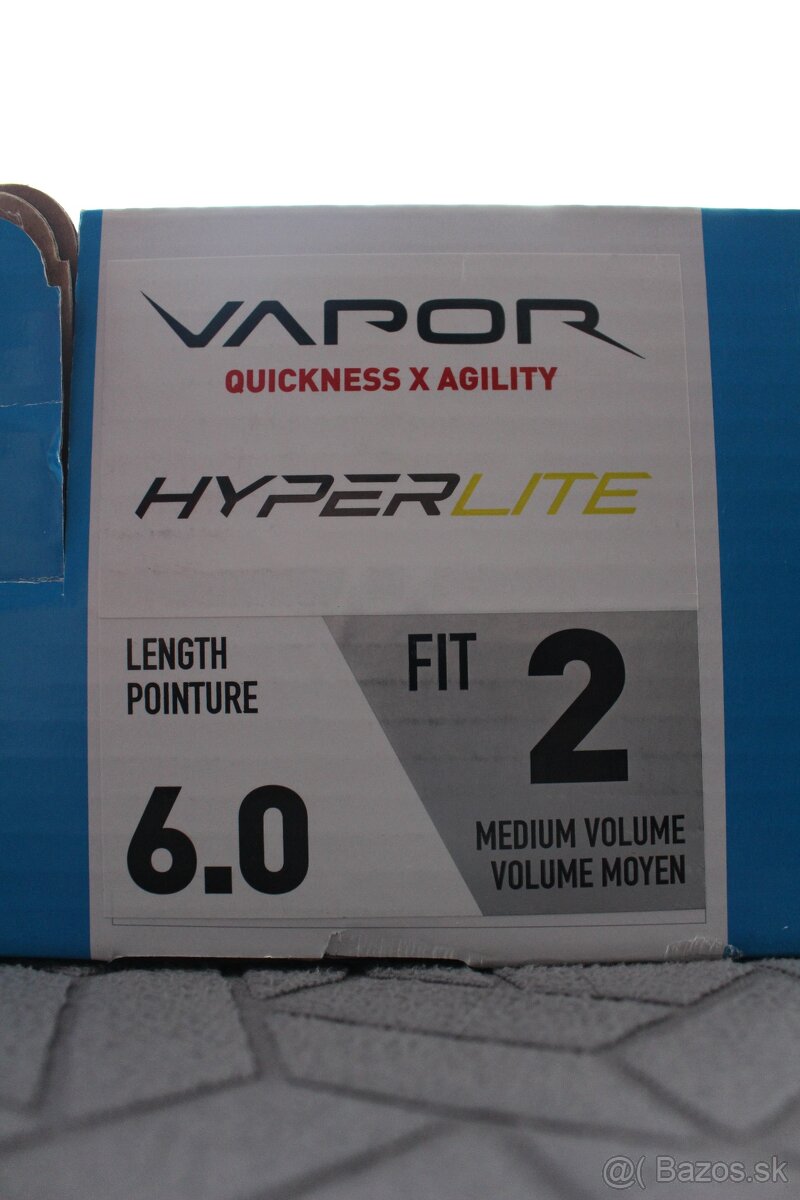 VAPOR
QUICKNESS X AGILITY
HYPERLITE
LENGTH
POINTURE
6.0
FIT 2
MEDIUM VOLUME
VOLUME MOYEN
@( Bazos.sk